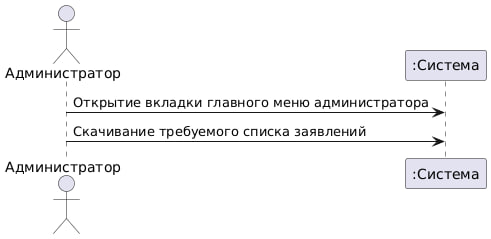 Администратор
:Система
Открытие вкладки главного меню администратора
Скачивание требуемого списка заявлений
Администратор
:Система